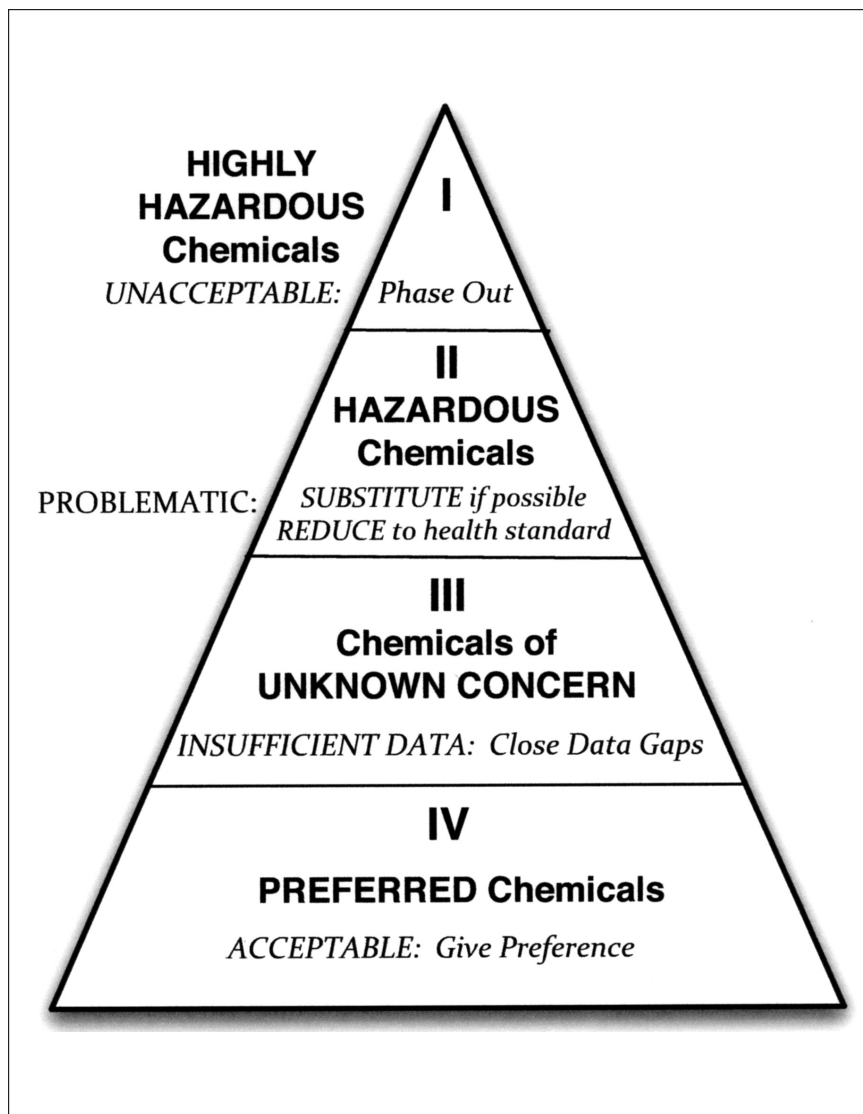 HIGHLY
HAZARDOUS
Chemicals
UNACCEPTABLE:
I
Phase Out
II
HAZARDOUS
Chemicals
PROBLEMATIC:
SUBSTITUTE if possible
REDUCE to health standard
III
Chemicals of
UNKNOWN CONCERN
INSUFFICIENT DATA: Close Data Gaps
IV
PREFERRED Chemicals
ACCEPTABLE: Give Preference